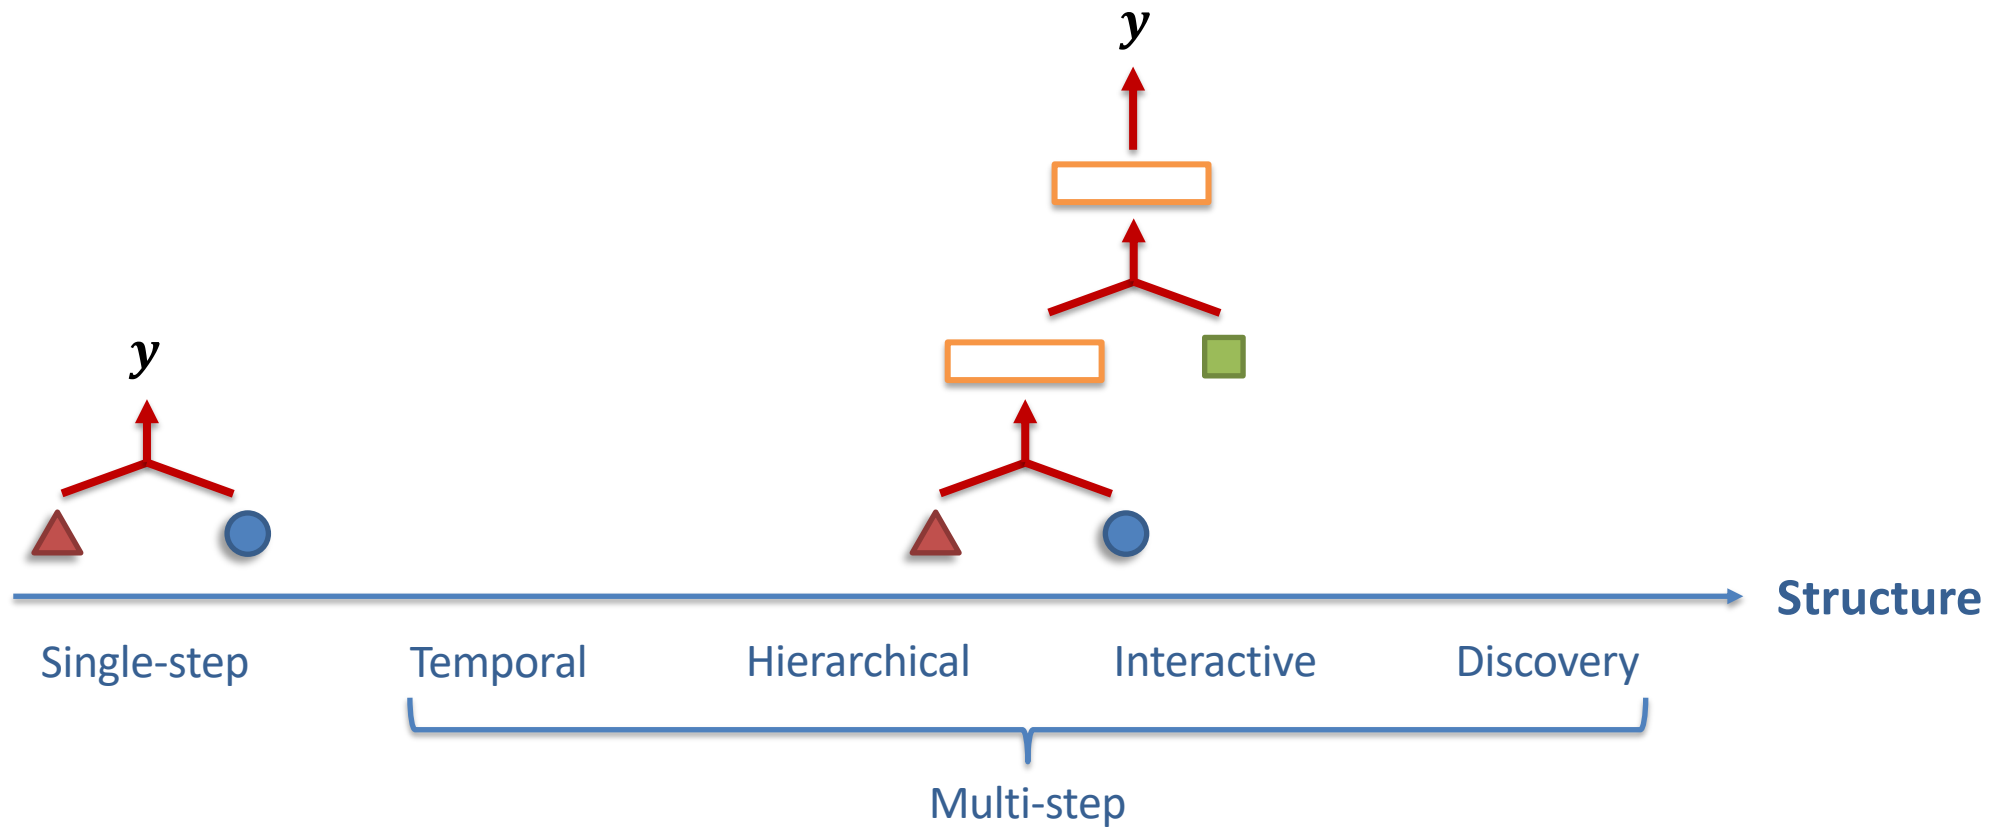 y
y
Structure
Single-step
Temporal
Hierarchical
Interactive
Discovery
Multi-step